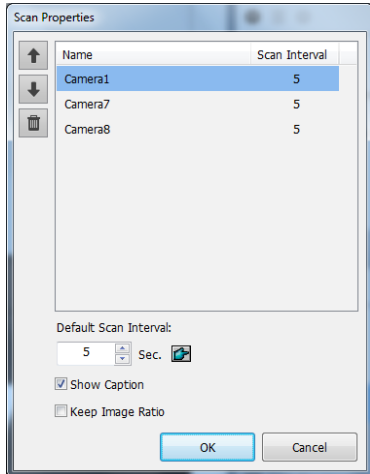 Scan Properties
Name Scan Interval
Camera1 5
Camera7 5
Camera8 5
Default Scan Interval:
5 Sec.
Show Caption
Keep Image Ratio
OK Cancel